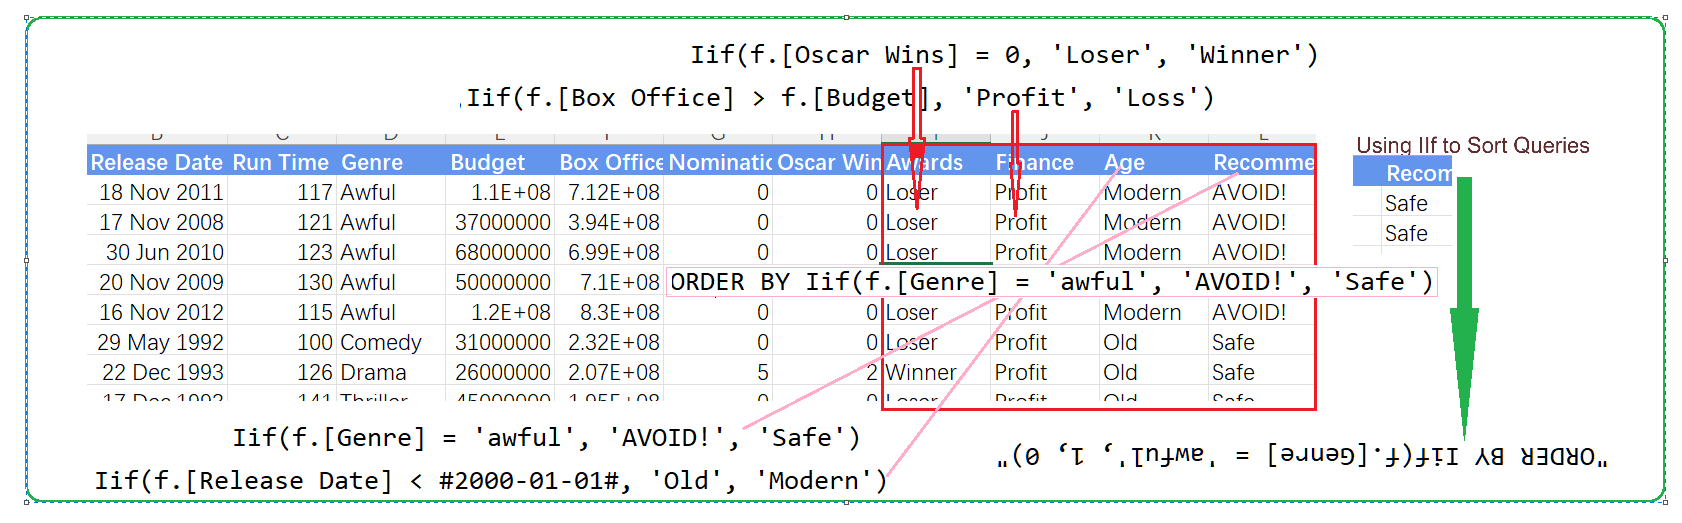 Iif(f.[Oscar Wins] = 0, 'Loser', 'Winner')
,Iif(f.[Box Office] > f.[Budget], 'Profit', 'Loss')
Using IIf to Sort Queries
Release Date Run Time Genre Budget Box Office Nominatic Oscar Win Awards Finance Age Recomme
Recom
18 Nov 2011 117 Awful 1.1E+08 7.12E+08 0 0 Loser Profit Modern AVOID!
Safe
17 Nov 2008 121 Awful 37000000 3.94E+08 0 0 Loser Profit Modern AVOID!
Safe
30 Jun 2010 123 Awful 68000000 6.99E+08 0 0 Loser Profit Modern AVOID!
20 Nov 2009 130 Awful 50000000 7.1E+08
ORDER BY Iif(f.[Genre] = 'awful', 'AVOID!', 'Safe')
16 Nov 2012 115 Awful 1.2E+08 8.3E+08 0 0 Loser Profit Modern AVOID!
29 May 1992 100 Comedy 31000000 2.32E+08 0 0 Loser Profit Old Safe
22 Dec 1993 126 Drama 26000000 2.07E+08 5 2 Winner Profit Old Safe
Iif(f.[Genre] = 'awful', 'AVOID!', 'Safe')
"ORDER BY Iif(f.[Genre] = 'awful', 1, 0)"
Iif(f.[Release Date] < #2000-01-01#, 'Old', 'Modern')